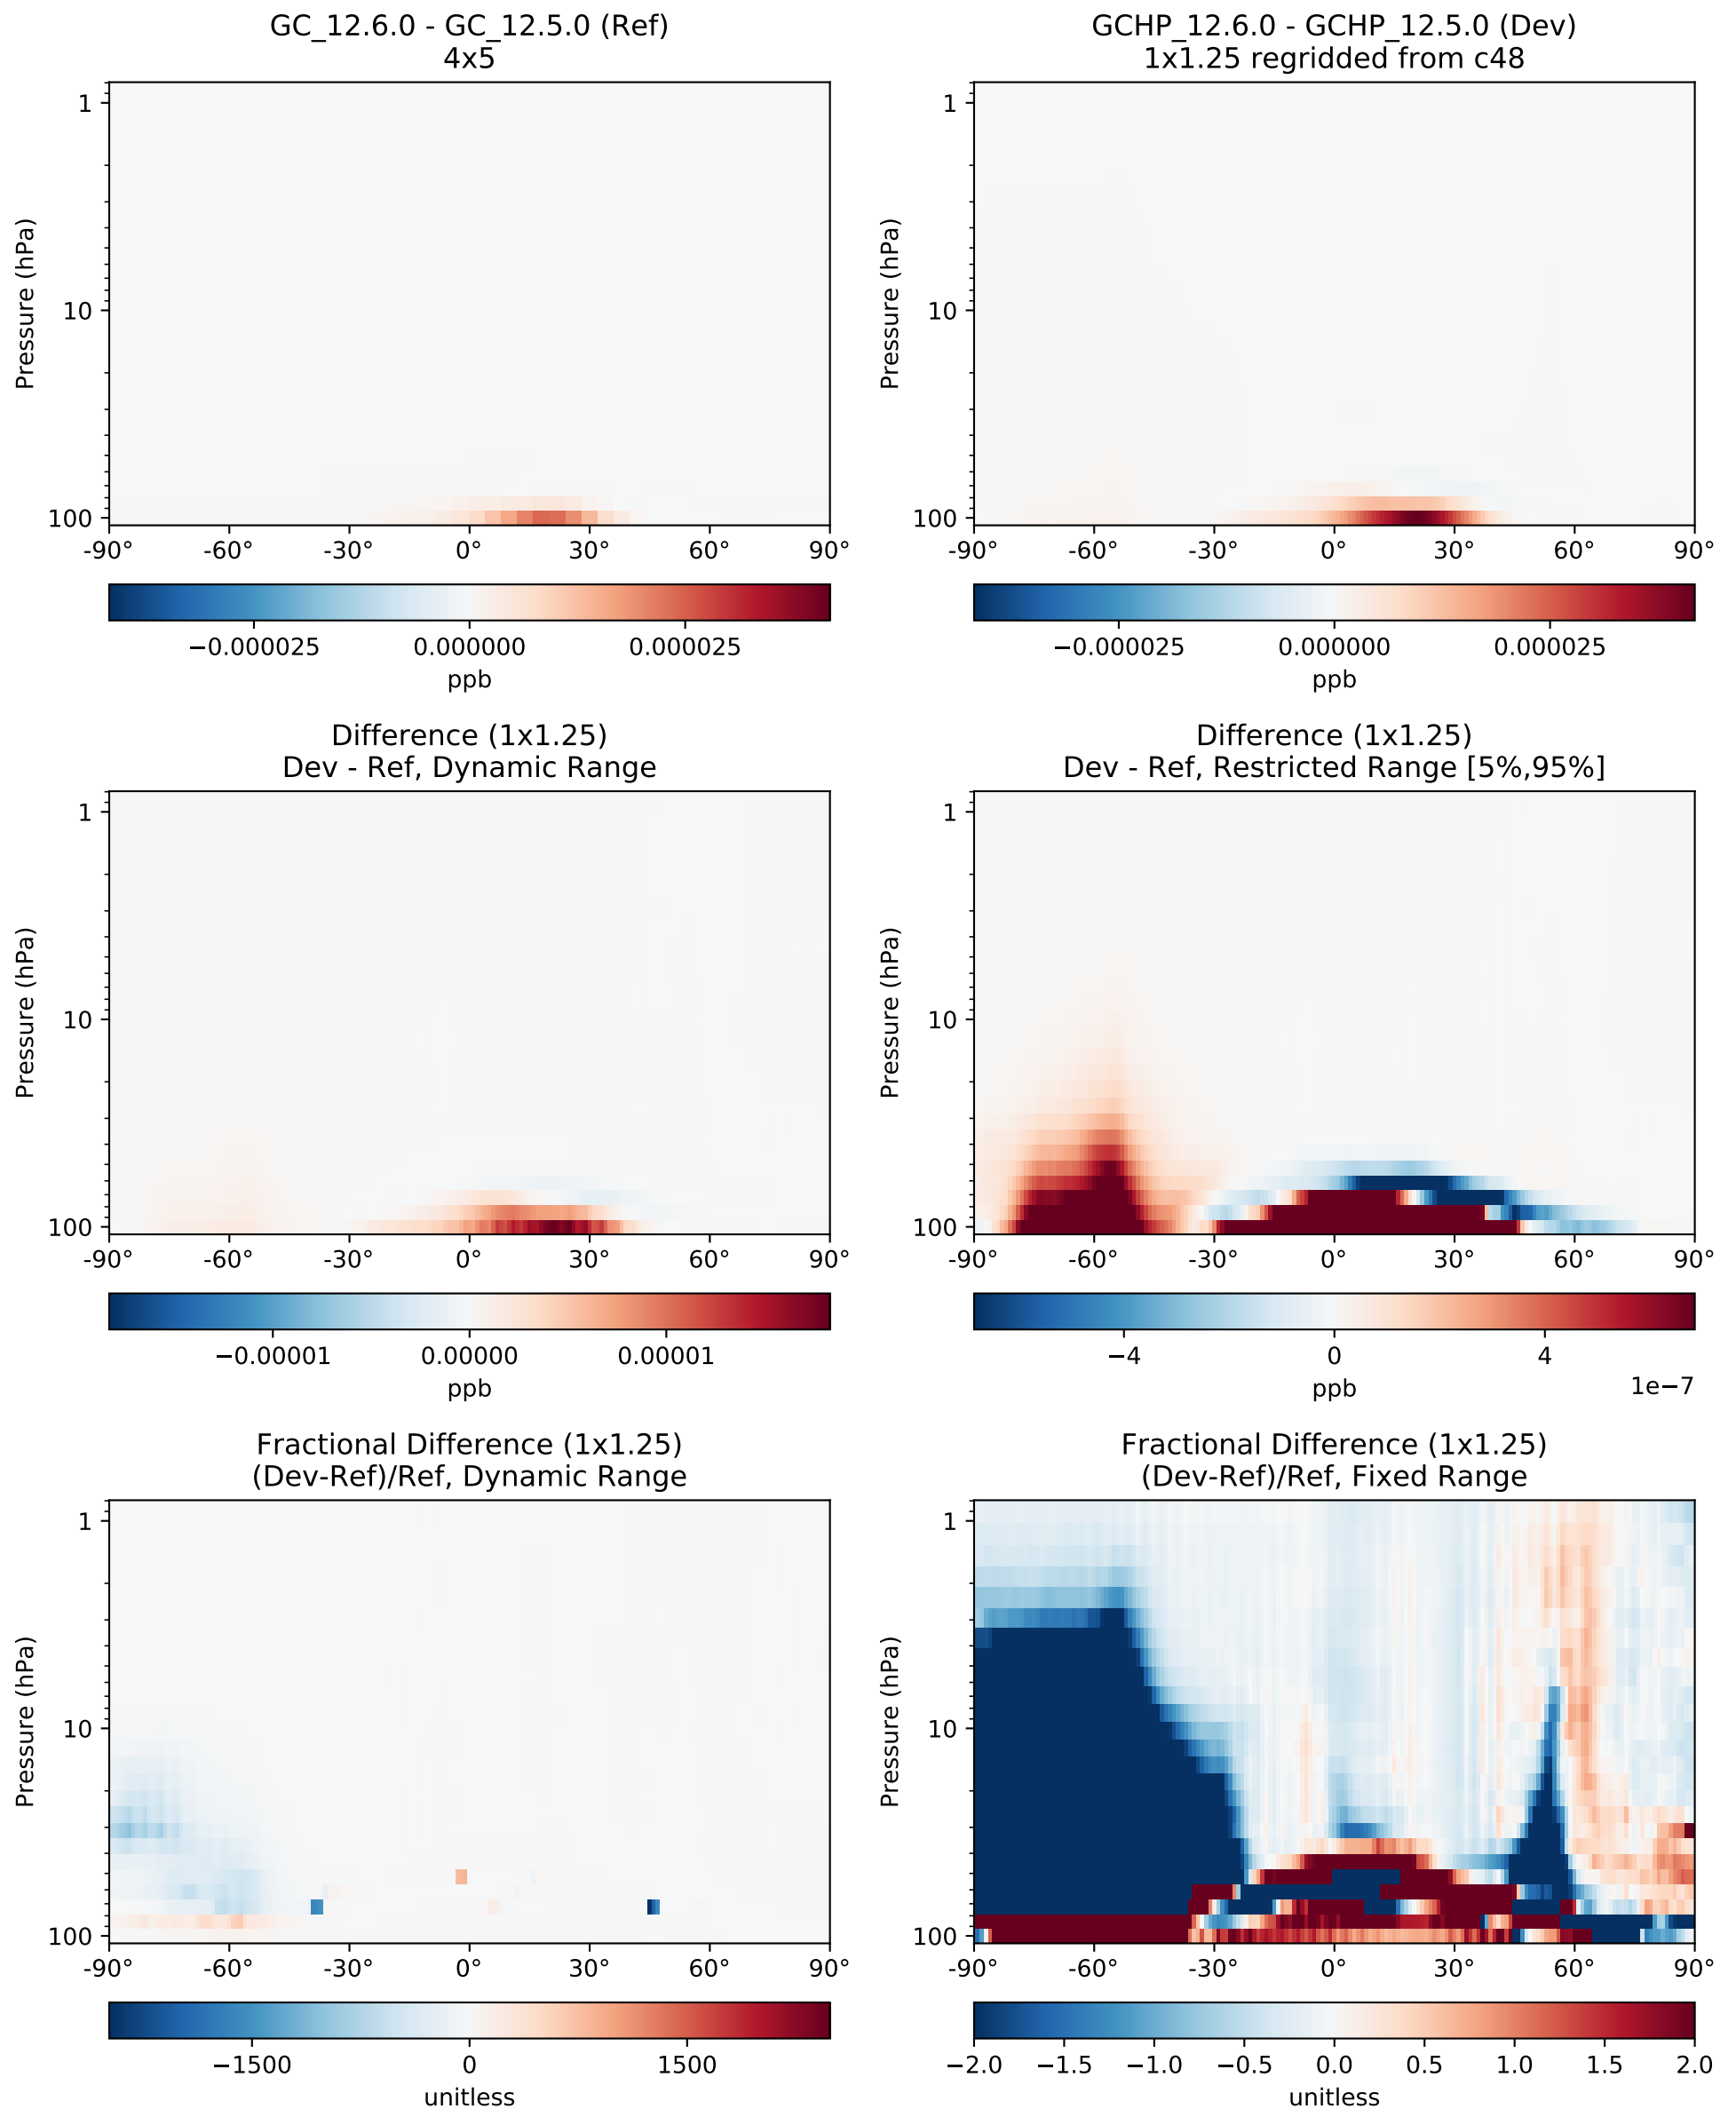 GC_12.6.0 - GC_12.5.0 (Ref)
4x5
Pressure (hPa)
1
10
100
-90° -60° -30° 0° 30° 60° 90°
−0.000025 0.000000 0.000025
ppb
GCHP_12.6.0 - GCHP_12.5.0 (Dev)
1x1.25 regridded from c48
Pressure (hPa)
1
10
100
-90° -60° -30° 0° 30° 60° 90°
−0.000025 0.000000 0.000025
ppb
Difference (1x1.25)
Dev - Ref, Dynamic Range
Pressure (hPa)
1
10
100
-90° -60° -30° 0° 30° 60° 90°
−0.00001 0.00000 0.00001
ppb
Difference (1x1.25)
Dev - Ref, Restricted Range [5%,95%]
Pressure (hPa)
1
10
100
-90° -60° -30° 0° 30° 60° 90°
−4 0 4
ppb
1e−7
Fractional Difference (1x1.25)
(Dev-Ref)/Ref, Dynamic Range
Pressure (hPa)
1
10
100
-90° -60° -30° 0° 30° 60° 90°
−1500 0 1500
unitless
Fractional Difference (1x1.25)
(Dev-Ref)/Ref, Fixed Range
Pressure (hPa)
1
10
100
-90° -60° -30° 0° 30° 60° 90°
−2.0 −1.5 −1.0 −0.5 0.0 0.5 1.0 1.5 2.0
unitless